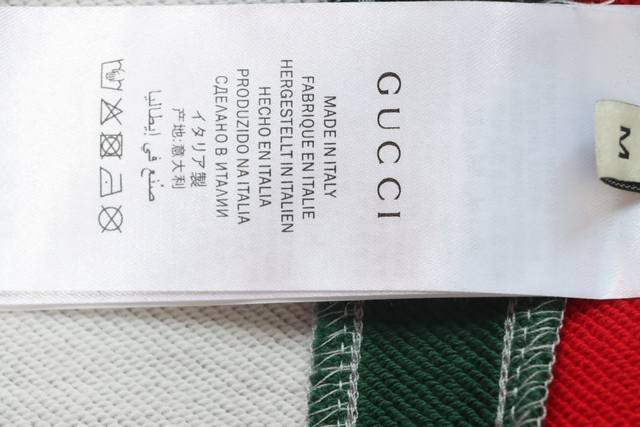 GUCCI
MADE IN ITALY
FABRIQUE EN ITALIE
HERGESTELLT IN ITALIEN
HECHO EN ITALIA
PRODUZIDO NA ITALIA
СДЕЛАНО В ИТАЛИИ
イタリア製
产地:意大利
صنع في إيطاليا
M